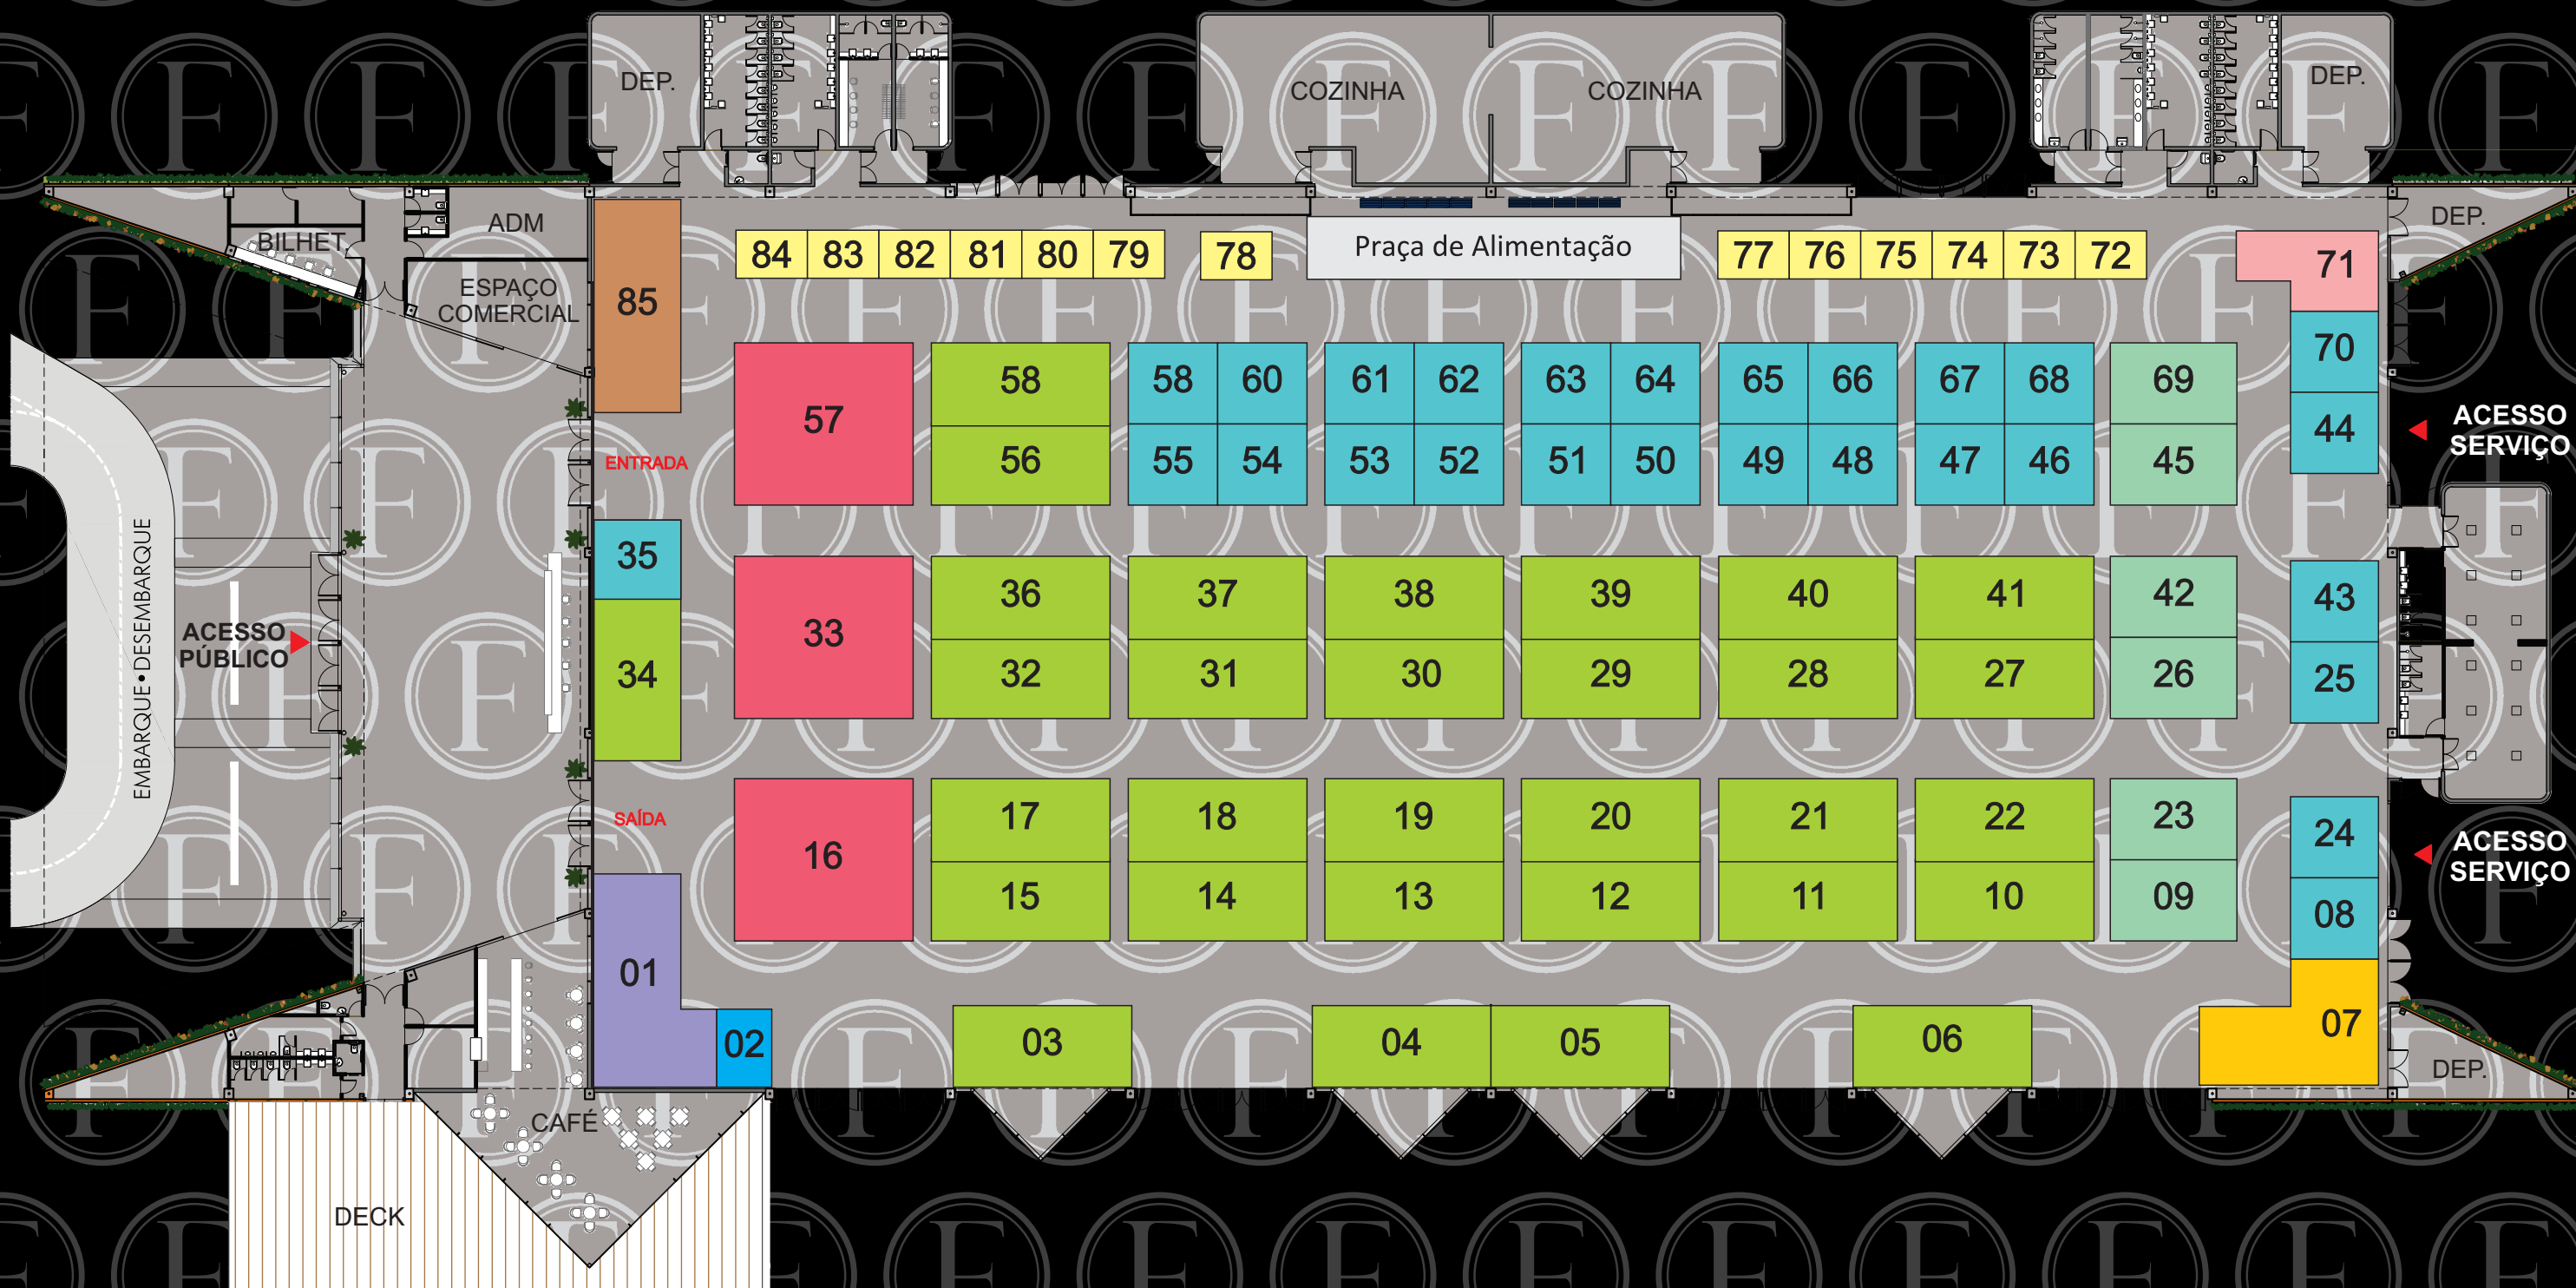 DEP.
COZINHA
COZINHA
DEP.
BILHET.
ADM
ESPAÇO
COMERCIAL
DEP.
85
84 83 82 81 80 79 78
Praça de Alimentação
77 76 75 74 73 72
71
57
58
58 60 61 62 63 64 65 66 67 68
69
70
56
55 54 53 52 51 50 49 48 47 46
45
44
ACESSO
SERVIÇO
ENTRADA
35
34
33
36 37 38 39 40 41 42 43
32 31 30 29 28 27 26 25
EMBARQUE • DESEMBARQUE
ACESSO
PÚBLICO
SAÍDA
16
17 18 19 20 21 22 23 24
15 14 13 12 11 10 09 08
ACESSO
SERVIÇO
01
02
03
04
05
06
07
DEP.
CAFÉ
DECK
F